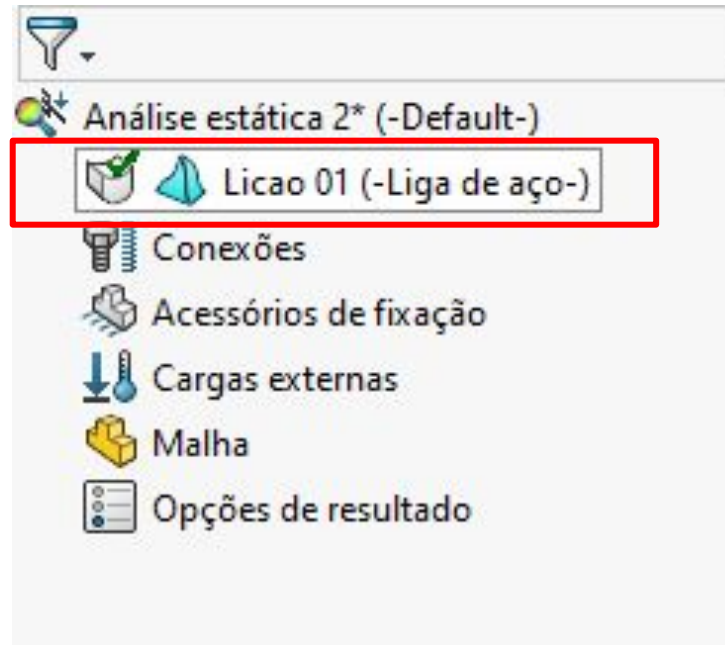 Análise estática 2* (-Default-)
Licao 01 (-Liga de aço-)
Conexões
Acessórios de fixação
Cargas externas
Malha
Opções de resultado